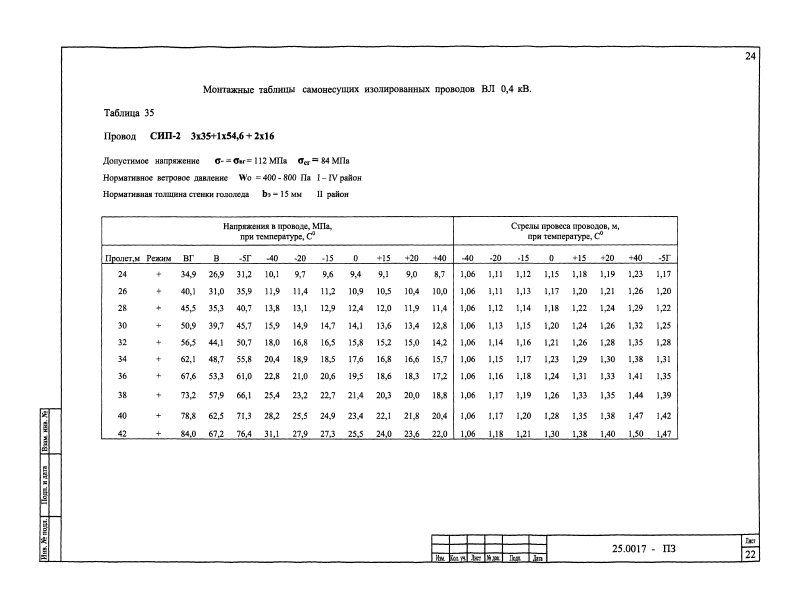 24
Монтажные таблицы самонесущих изолированных проводов ВЛ 0,4 кВ.
Таблица 35
Провод СИП-2 3х35+1х54,6 + 2х16
Допустимое напряжение σ- = σвг = 112 МПа σсг = 84 МПа
Нормативное ветровое давление Wo = 400 - 800 Па I – IV район
Нормативная толщина стенки гололеда bэ = 15 мм II район
Напряжения в проводе, МПа, при температуре, С⁰ Стрелы провеса проводов, м, при температуре, С⁰
Пролет,м Режим ВГ В -5Г -40 -20 -15 0 +15 +20 +40 -40 -20 -15 0 +15 +20 +40 -5Г
24 + 34,9 26,9 31,2 10,1 9,7 9,6 9,4 9,1 9,0 8,7 1,06 1,11 1,12 1,15 1,18 1,19 1,23 1,17
26 + 40,1 31,0 35,9 11,9 11,4 11,2 10,9 10,5 10,4 10,0 1,06 1,11 1,13 1,17 1,20 1,21 1,26 1,20
28 + 45,5 35,3 40,7 13,8 13,1 12,9 12,4 12,0 11,9 11,4 1,06 1,12 1,14 1,18 1,22 1,24 1,29 1,22
30 + 50,9 39,7 45,7 15,9 14,9 14,7 14,1 13,6 13,4 12,8 1,06 1,13 1,15 1,20 1,24 1,26 1,32 1,25
32 + 56,5 44,1 50,7 18,0 16,8 16,5 15,8 15,2 15,0 14,2 1,06 1,14 1,16 1,21 1,26 1,28 1,35 1,28
34 + 62,1 48,7 55,8 20,4 18,9 18,5 17,6 16,8 16,6 15,7 1,06 1,15 1,17 1,23 1,29 1,30 1,38 1,31
36 + 67,6 53,3 61,0 22,8 21,0 20,6 19,5 18,6 18,3 17,2 1,06 1,16 1,18 1,24 1,31 1,33 1,41 1,35
38 + 73,2 57,9 66,1 25,4 23,2 22,7 21,4 20,3 20,0 18,8 1,06 1,17 1,19 1,26 1,33 1,35 1,44 1,39
40 + 78,8 62,5 71,3 28,2 25,5 24,9 23,4 22,1 21,8 20,4 1,06 1,17 1,20 1,28 1,35 1,38 1,47 1,42
42 + 84,0 67,2 76,4 31,1 27,9 27,3 25,5 24,0 23,6 22,0 1,06 1,18 1,21 1,30 1,38 1,40 1,50 1,47
Взам. инв. №
Подп. и дата
Инв. № подл.
Изм. Кол. уч. Лист № док. Подп. Дата
25.0017 - ПЗ
Лист
22